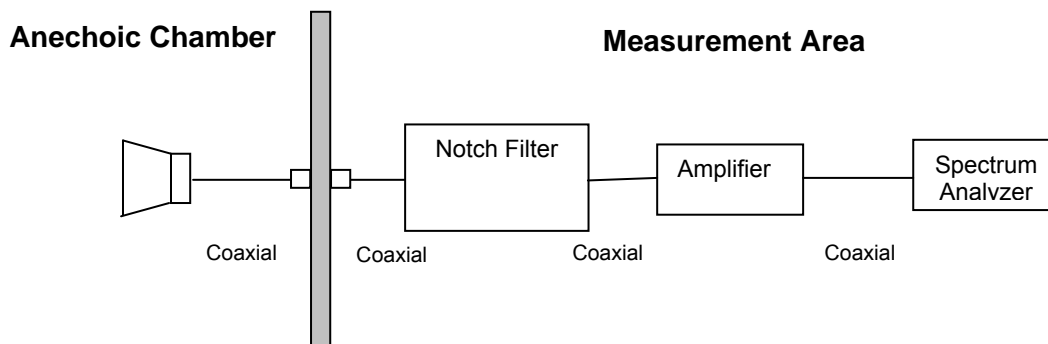 Anechoic Chamber
Measurement Area
Notch Filter
Amplifier
Spectrum
Analvzer
Coaxial
Coaxial
Coaxial
Coaxial